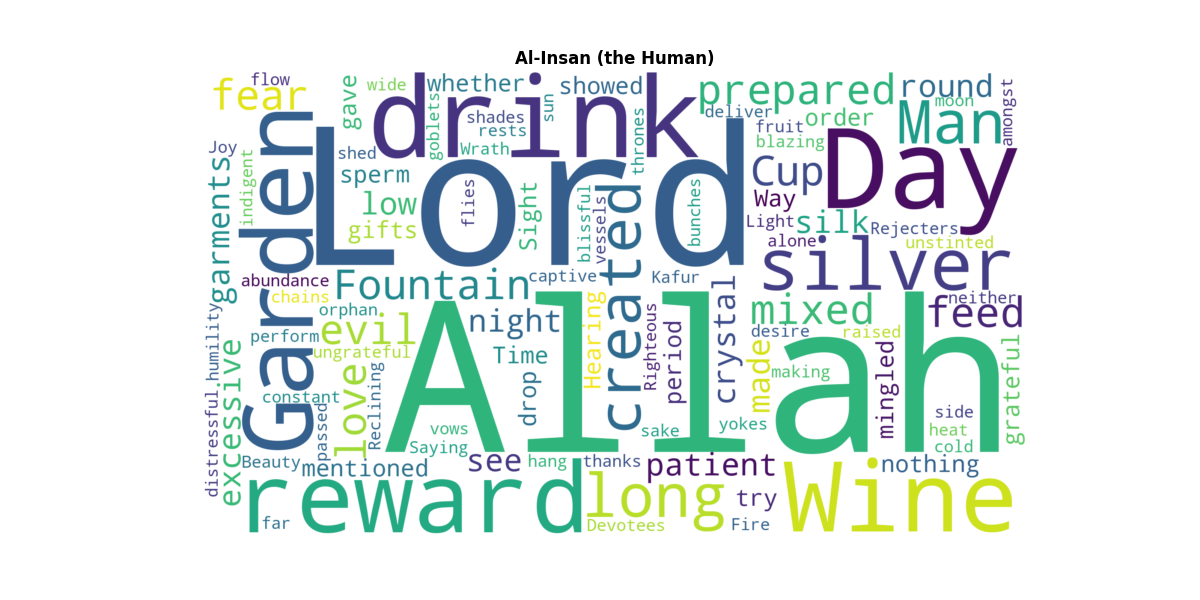 Al-Insan (the Human)
fear
flow
gave
wide
whether
showed
prepared
round
moon
amongst
drink
goblets
shades
rests
Wrath
sun
deliver
order
fruit
blazing
Man
thrones
Joy
indigent
Garden
shed
sperm
low
gifts
Lord
flies
Sight
blissful
vessels
created
bunches
Cup
Way
Light
alone
silk
Day
Rejecters
unstinted
garments
abundance
chains
orphan
Fountain
captive
Kafur
silver
neither
feed
distressful
humility
perform
evil
ungrateful
night
Time
Hearing
Righteous
period
crystal
mixed
desire
raised
Allah
excessive
constant
passed
love
Reclining
drop
made
making
mingled
grateful
vows
Saying
sake
yokes
side
heat
cold
Beauty
mentioned
see
hang
thanks
patient
nothing
reward
far
long
Devotees
try
Fire
Wine